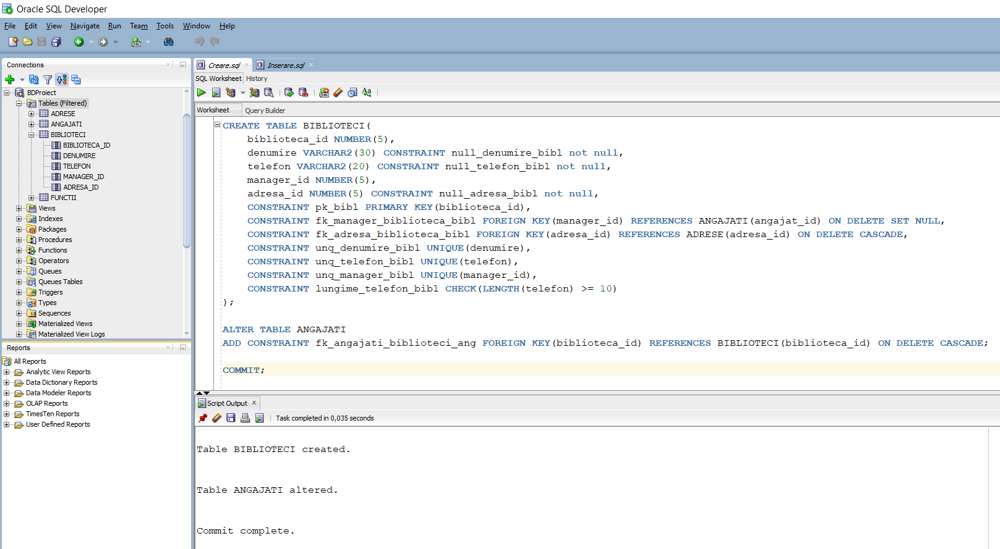 Oracle SQL Developer
File Edit View Navigate Run Team Tools Window Help
Connections
BDProiect
Tables (Filtered)
ADRESE
ANGAJATI
BIBLIOTECI
BIBLIOTECA_ID
DENUMIRE
TELEFON
MANAGER_ID
ADRESA_ID
FUNCTII
Views
Indexes
Packages
Procedures
Functions
Operators
Queues
Queues Tables
Triggers
Types
Sequences
Materialized Views
Materialized View Logs
Reports
All Reports
Analytic View Reports
Data Dictionary Reports
Data Modeler Reports
OLAP Reports
TimesTen Reports
User Defined Reports
Creare.sql Inserare.sql
SQL Worksheet History
Worksheet Query Builder
CREATE TABLE BIBLIOTECI(
biblioteca_id NUMBER(5),
denumire VARCHAR2(30) CONSTRAINT null_denumire_bibl not null,
telefon VARCHAR2(20) CONSTRAINT null_telefon_bibl not null,
manager_id NUMBER(5),
adresa_id NUMBER(5) CONSTRAINT null_adresa_bibl not null,
CONSTRAINT pk_bibl PRIMARY KEY(biblioteca_id),
CONSTRAINT fk_manager_biblioteca_bibl FOREIGN KEY(manager_id) REFERENCES ANGAJATI(angajat_id) ON DELETE SET NULL,
CONSTRAINT fk_adresa_biblioteca_bibl FOREIGN KEY(adresa_id) REFERENCES ADRESE(adresa_id) ON DELETE CASCADE,
CONSTRAINT unq_denumire_bibl UNIQUE(denumire),
CONSTRAINT unq_telefon_bibl UNIQUE(telefon),
CONSTRAINT unq_manager_bibl UNIQUE(manager_id),
CONSTRAINT lungime_telefon_bibl CHECK(LENGTH(telefon) >= 10)
);
ALTER TABLE ANGAJATI
ADD CONSTRAINT fk_angajati_biblioteci_ang FOREIGN KEY(biblioteca_id) REFERENCES BIBLIOTECI(biblioteca_id) ON DELETE CASCADE;
COMMIT;
Script Output
Task completed in 0,035 seconds
Table BIBLIOTECI created.
Table ANGAJATI altered.
Commit complete.